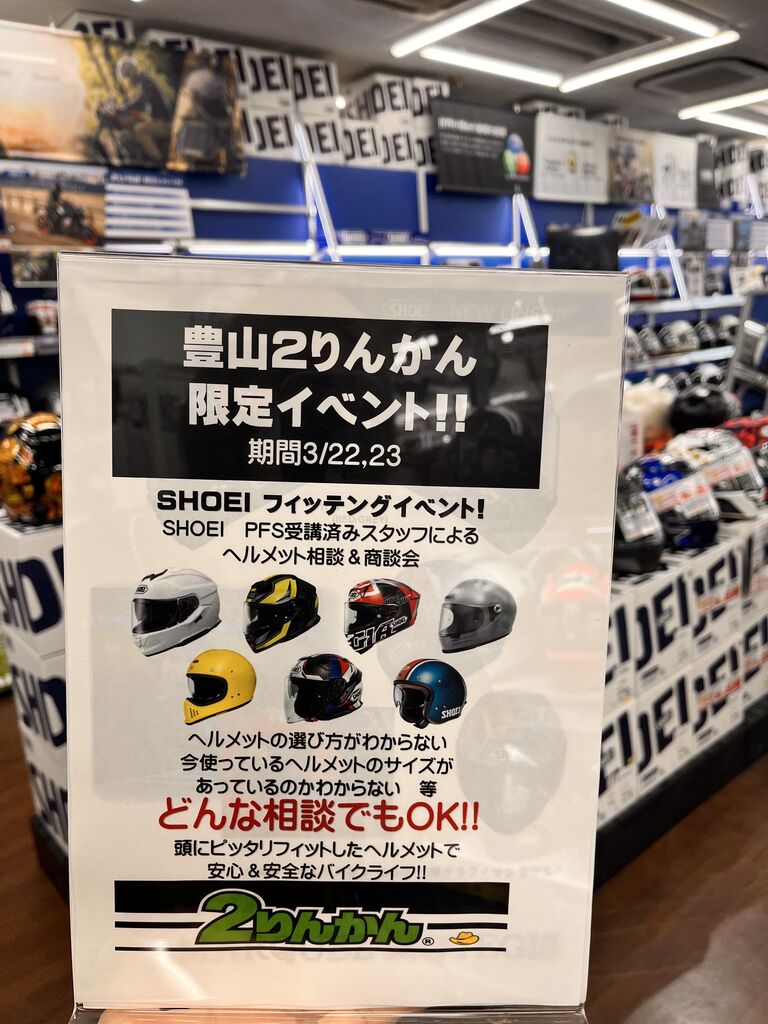 豊山2りんかん
限定イベント!!
期間3/22,23
SHOEI フィッテングイベント!
SHOEI PFS受講済みスタッフによる
ヘルメット相談&商談会
SHOEI
ヘルメットの選び方がわからない
今使っているヘルメットのサイズが
あっているのかわからない 等
どんな相談でもOK!!
頭にピッタリフィットしたヘルメットで
安心&安全なバイクライフ!!
2りんかん®